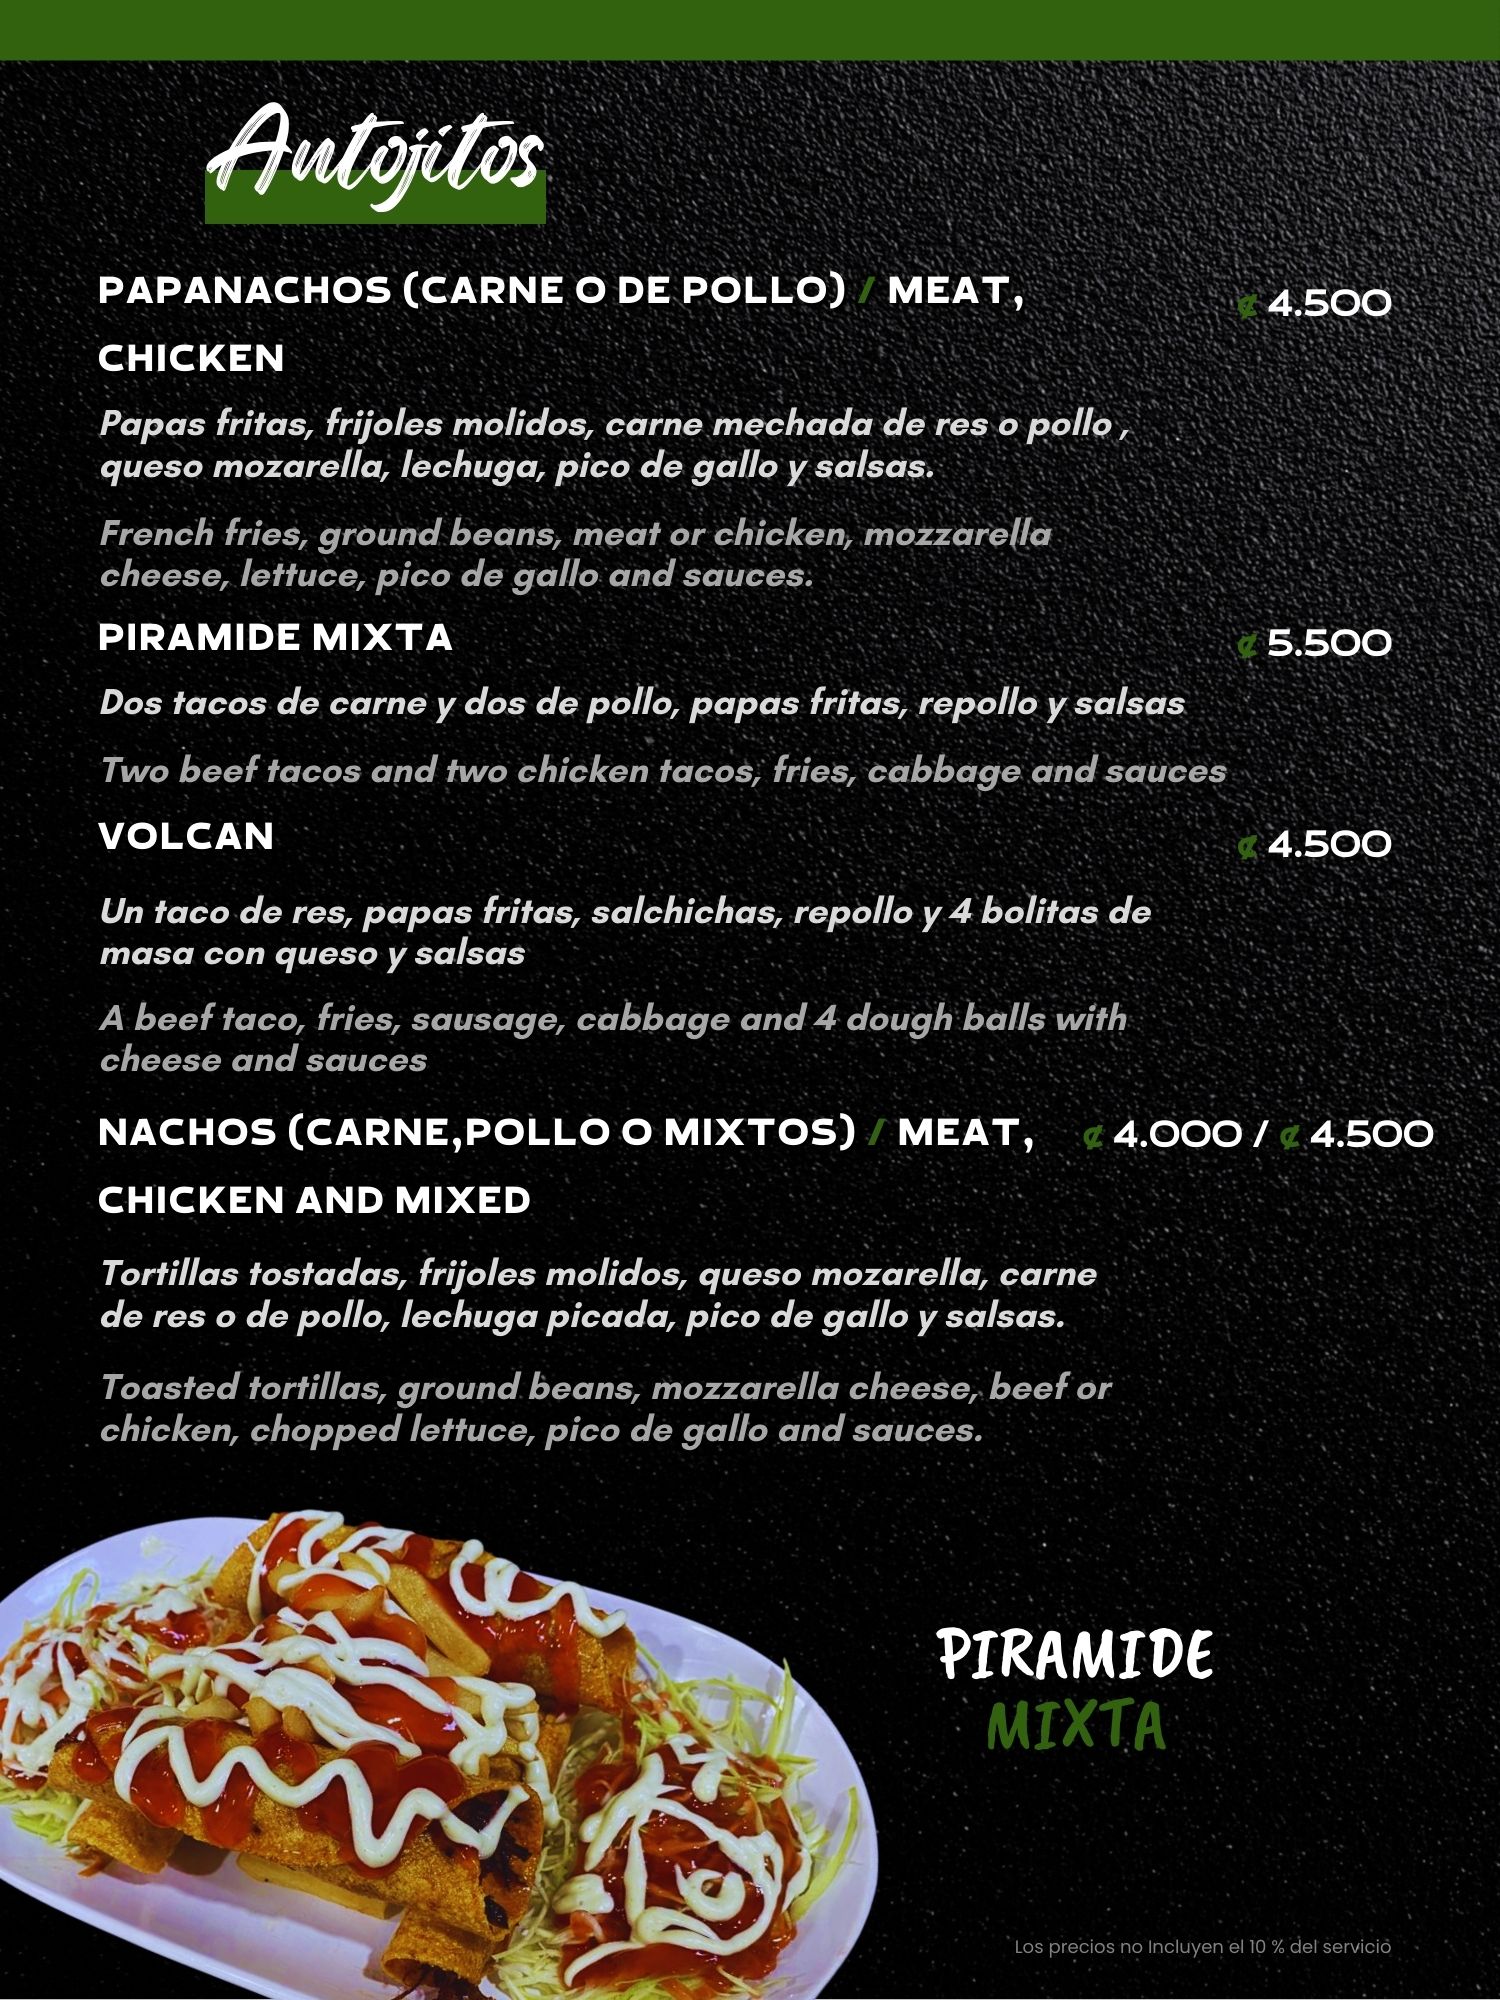 Antojitos
PAPANACHOS (CARNE O DE POLLO) / MEAT, ₡ 4.500
CHICKEN
Papas fritas, frijoles molidos, carne mechada de res o pollo ,
queso mozarella, lechuga, pico de gallo y salsas.
French fries, ground beans, meat or chicken, mozzarella
cheese, lettuce, pico de gallo and sauces.
PIRAMIDE MIXTA ₡ 5.500
Dos tacos de carne y dos de pollo, papas fritas, repollo y salsas
Two beef tacos and two chicken tacos, fries, cabbage and sauces
VOLCAN ₡ 4.500
Un taco de res, papas fritas, salchichas, repollo y 4 bolitas de
masa con queso y salsas
A beef taco, fries, sausage, cabbage and 4 dough balls with
cheese and sauces
NACHOS (CARNE,POLLO O MIXTOS) / MEAT, ₡ 4.000 / ₡ 4.500
CHICKEN AND MIXED
Tortillas tostadas, frijoles molidos, queso mozarella, carne
de res o de pollo, lechuga picada, pico de gallo y salsas.
Toasted tortillas, ground beans, mozzarella cheese, beef or
chicken, chopped lettuce, pico de gallo and sauces.
PIRAMIDE
MIXTA
Los precios no Incluyen el 10 % del servicio